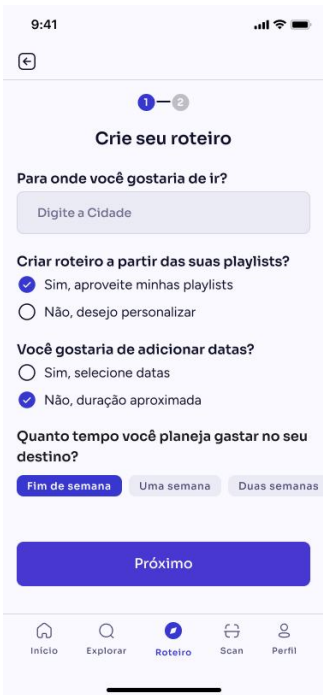 9:41
1 2
Crie seu roteiro
Para onde você gostaria de ir?
Digite a Cidade
Criar roteiro a partir das suas playlists?
Sim, aproveite minhas playlists
Não, desejo personalizar
Você gostaria de adicionar datas?
Sim, selecione datas
Não, duração aproximada
Quanto tempo você planeja gastar no seu
destino?
Fim de semana Uma semana Duas semanas
Próximo
Início Explorar Roteiro Scan Perfil